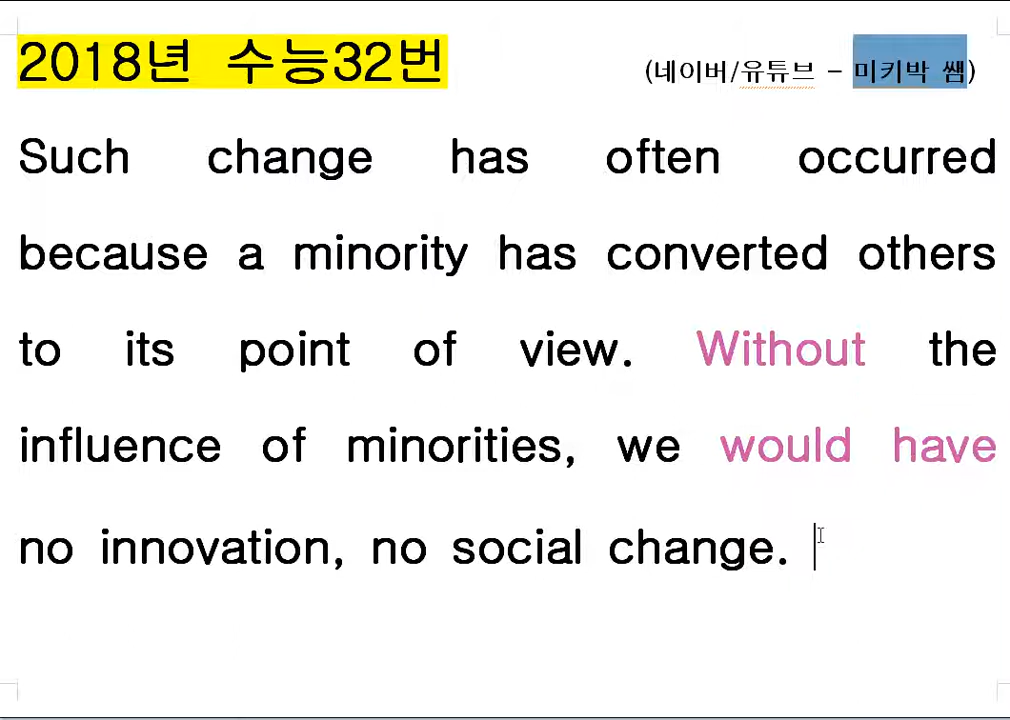 2018년 수능32번 (네이버/유튜브 - 미키박 쌤)
Such change has often occurred
because a minority has converted others
to its point of view. Without the
influence of minorities, we would have
no innovation, no social change.